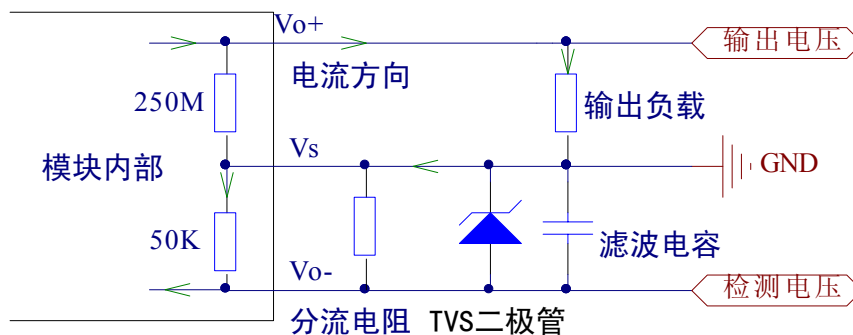 Vo+
输出电压
电流方向
250M
输出负载
模块内部
Vs
GND
50K
滤波电容
Vo-
检测电压
分流电阻 TVS二极管